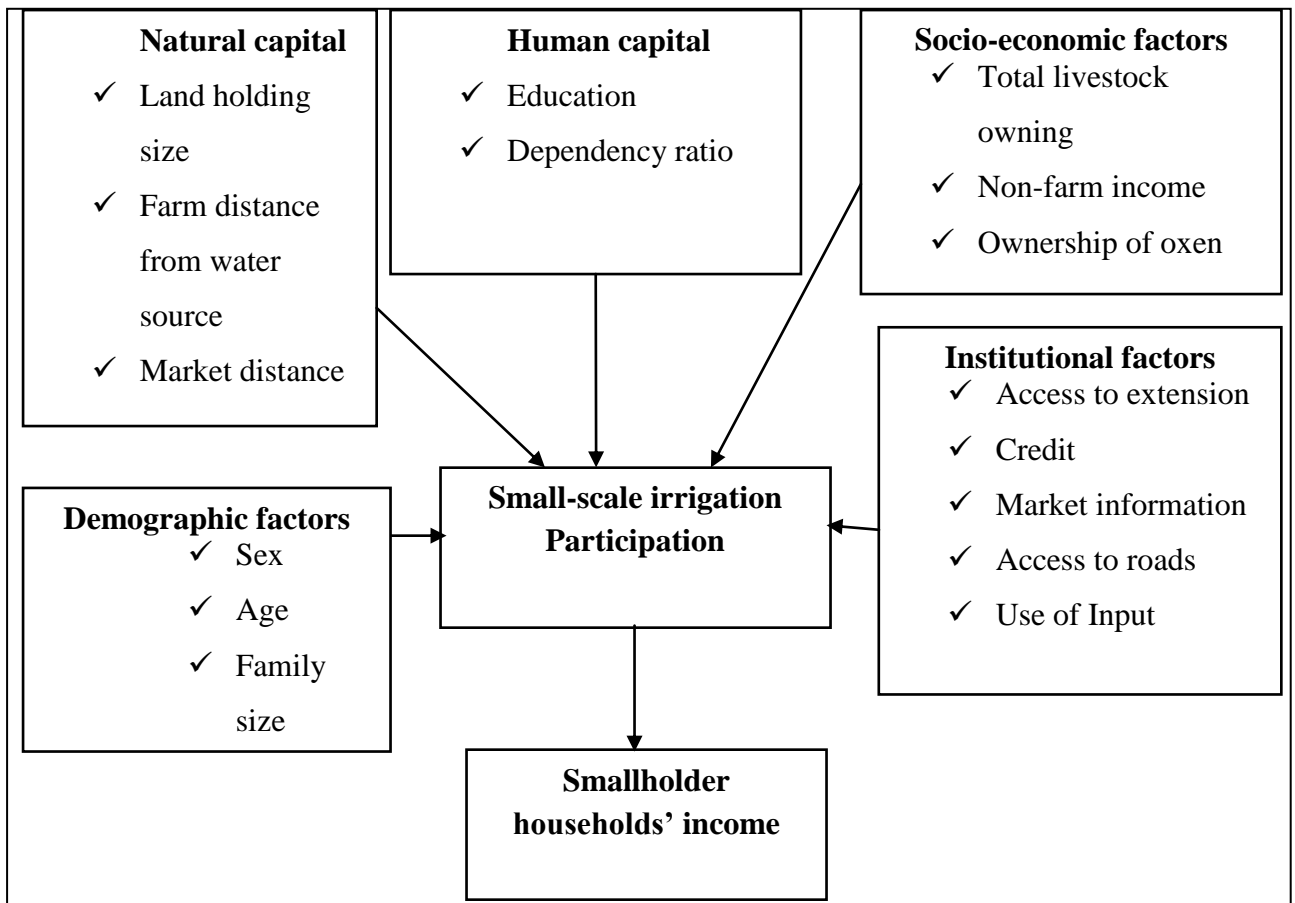 Natural capital
✓ Land holding
size
✓ Farm distance
from water
source
✓ Market distance
Human capital
✓ Education
✓ Dependency ratio
Socio-economic factors
✓ Total livestock
owning
✓ Non-farm income
✓ Ownership of oxen
Demographic factors
✓ Sex
✓ Age
✓ Family
size
Small-scale irrigation
Participation
Institutional factors
✓ Access to extension
✓ Credit
✓ Market information
✓ Access to roads
✓ Use of Input
Smallholder
households’ income